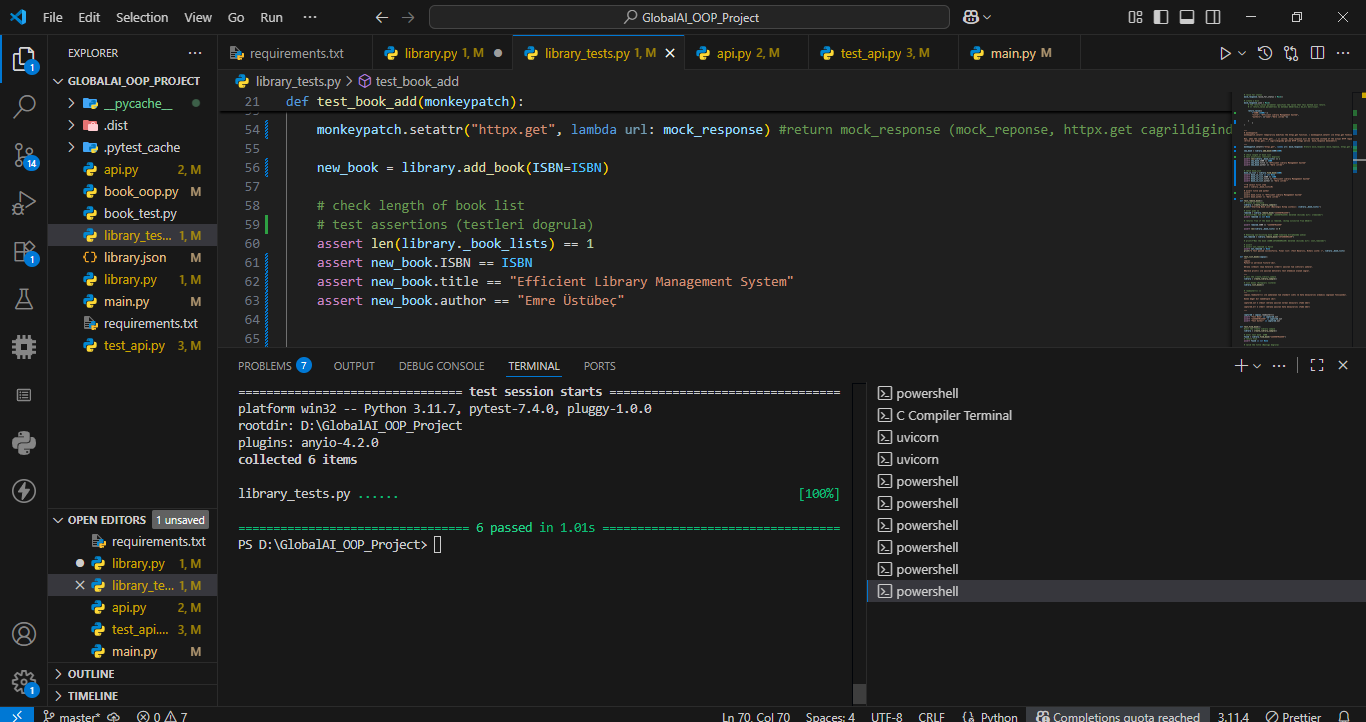 File Edit Selection View Go Run ··· GlobalAI_OOP_Project
EXPLORER ···
GLOBALAI_OOP_PROJECT
__pycache__
.dist
.pytest_cache
api.py 2, M
book_oop.py M
book_test.py
library_tes... 1, M
library.json M
library.py 1, M
main.py M
requirements.txt
test_api.py 3, M
OPEN EDITORS 1 unsaved
requirements.txt
library.py 1, M
library_te... 1, M
api.py 2, M
test_api.... 3, M
main.py M
OUTLINE
TIMELINE
1
14
1
1
requirements.txt library.py 1, M library_tests.py 1, M api.py 2, M test_api.py 3, M main.py M
library_tests.py > test_book_add
21 def test_book_add(monkeypatch):
54 monkeypatch.setattr("httpx.get", lambda url: mock_response) #return mock_response (mock_reponse, httpx.get cagrildigind
55
56 new_book = library.add_book(ISBN=ISBN)
57
58 # check length of book list
59 # test assertions (testleri dogrula)
60 assert len(library._book_lists) == 1
61 assert new_book.ISBN == ISBN
62 assert new_book.title == "Efficient Library Management System"
63 assert new_book.author == "Emre Üstübeç"
64
65
PROBLEMS 7 OUTPUT DEBUG CONSOLE TERMINAL PORTS
================================ test session starts =================================
platform win32 -- Python 3.11.7, pytest-7.4.0, pluggy-1.0.0
rootdir: D:\GlobalAI_OOP_Project
plugins: anyio-4.2.0
collected 6 items
library_tests.py ...... [100%]
================================= 6 passed in 1.01s ==================================
PS D:\GlobalAI_OOP_Project>
powershell
C Compiler Terminal
uvicorn
uvicorn
powershell
powershell
powershell
powershell
powershell
powershell
master* 0 7 Ln 70, Col 70 Spaces: 4 UTF-8 CRLF {} Python Completions quota reached 3.11.4 Prettier